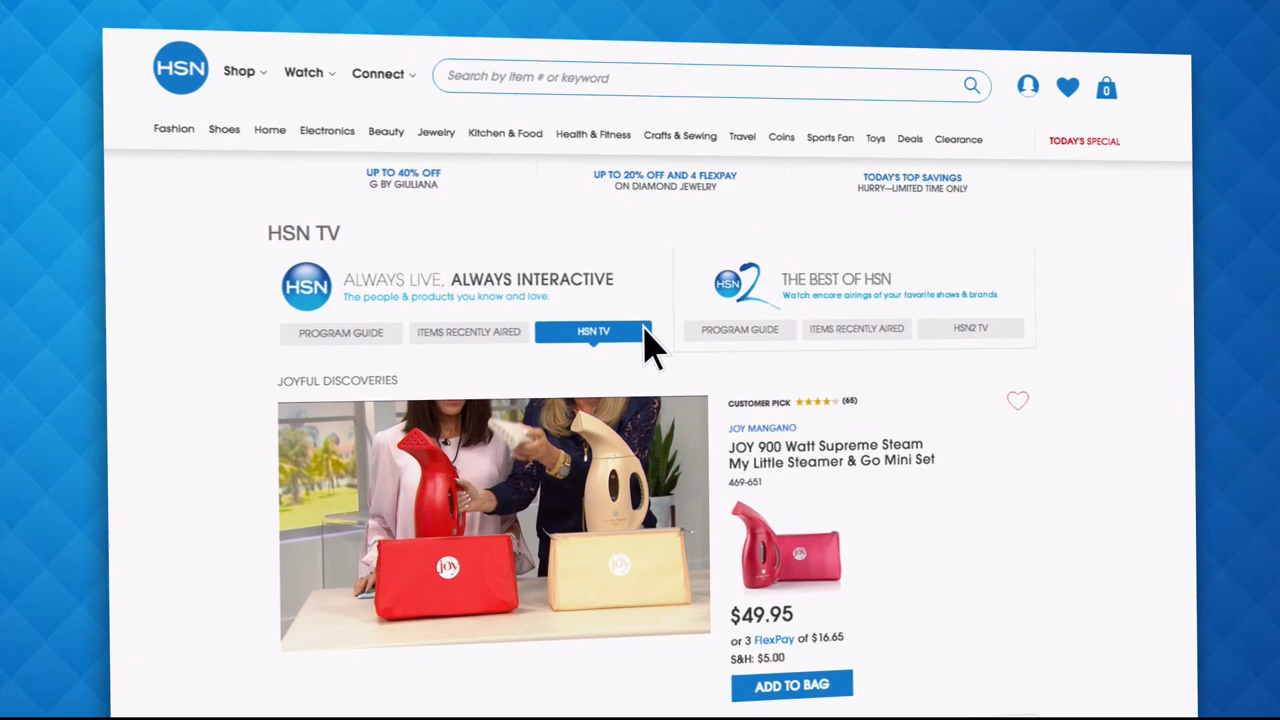 HSN
Shop
Watch
Connect
Search by item # or keyword
0
Fashion
Shoes
Home
Electronics
Beauty
Jewelry
Kitchen & Food
Health & Fitness
Crafts & Sewing
Travel
Coins
Sports Fan
Toys
Deals
Clearance
TODAY'S SPECIAL
UP TO 40% OFF
G BY GIULIANA
UP TO 20% OFF AND 4 FLEXPAY
ON DIAMOND JEWELRY
TODAY'S TOP SAVINGS
HURRY—LIMITED TIME ONLY
HSN TV
HSN
ALWAYS LIVE, ALWAYS INTERACTIVE
The people & products you know and love.
PROGRAM GUIDE
ITEMS RECENTLY AIRED
HSN TV
HSN 2
THE BEST OF HSN
Watch encore airings of your favorite shows & brands.
PROGRAM GUIDE
ITEMS RECENTLY AIRED
HSN2 TV
JOYFUL DISCOVERIES
joy
joy
CUSTOMER PICK
(65)
JOY MANGANO
JOY 900 Watt Supreme Steam
My Little Steamer & Go Mini Set
469-651
joy
$49.95
or 3 FlexPay of $16.65
S&H: $5.00
ADD TO BAG